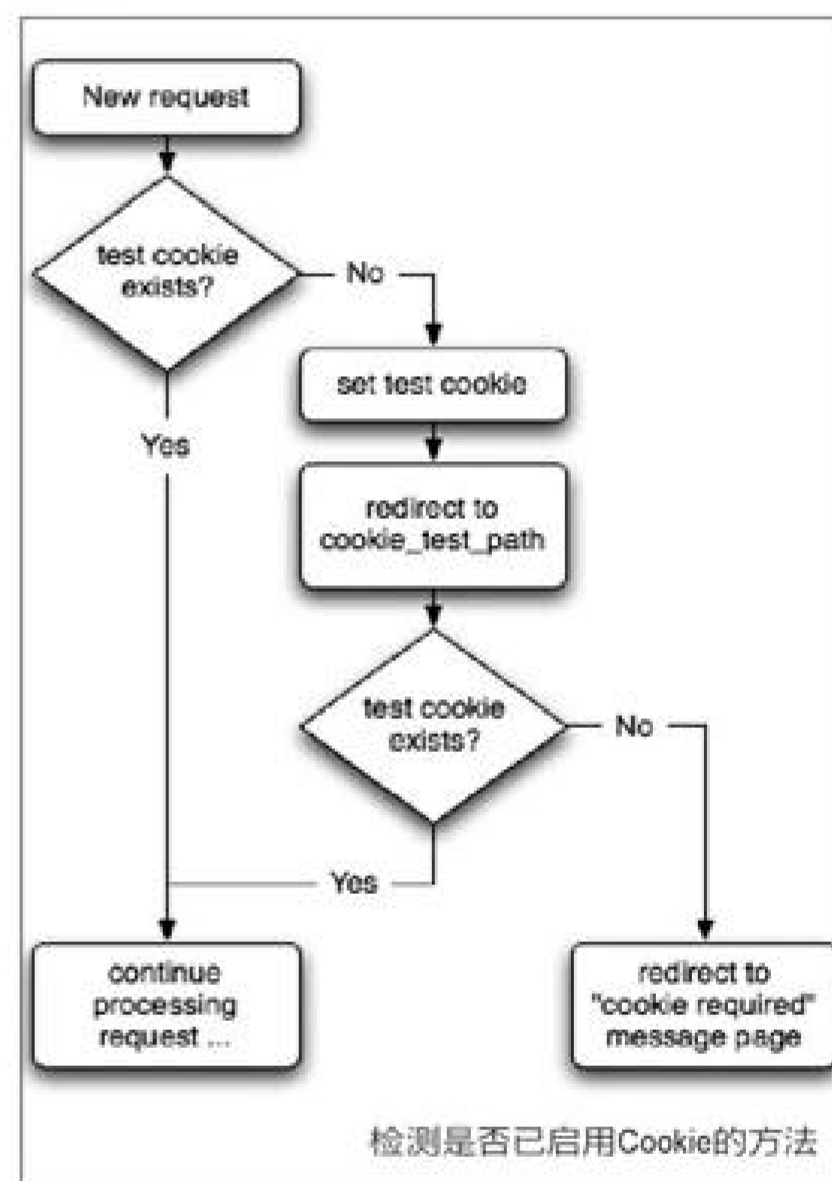 New request
test cookie
exists?
No
set test cookie
Yes
redirect to
cookie_test_path
test cookie
exists?
No
Yes
continue
processing
request ...
redirect to
"cookie required"
message page
检测是否已启用Cookie的方法